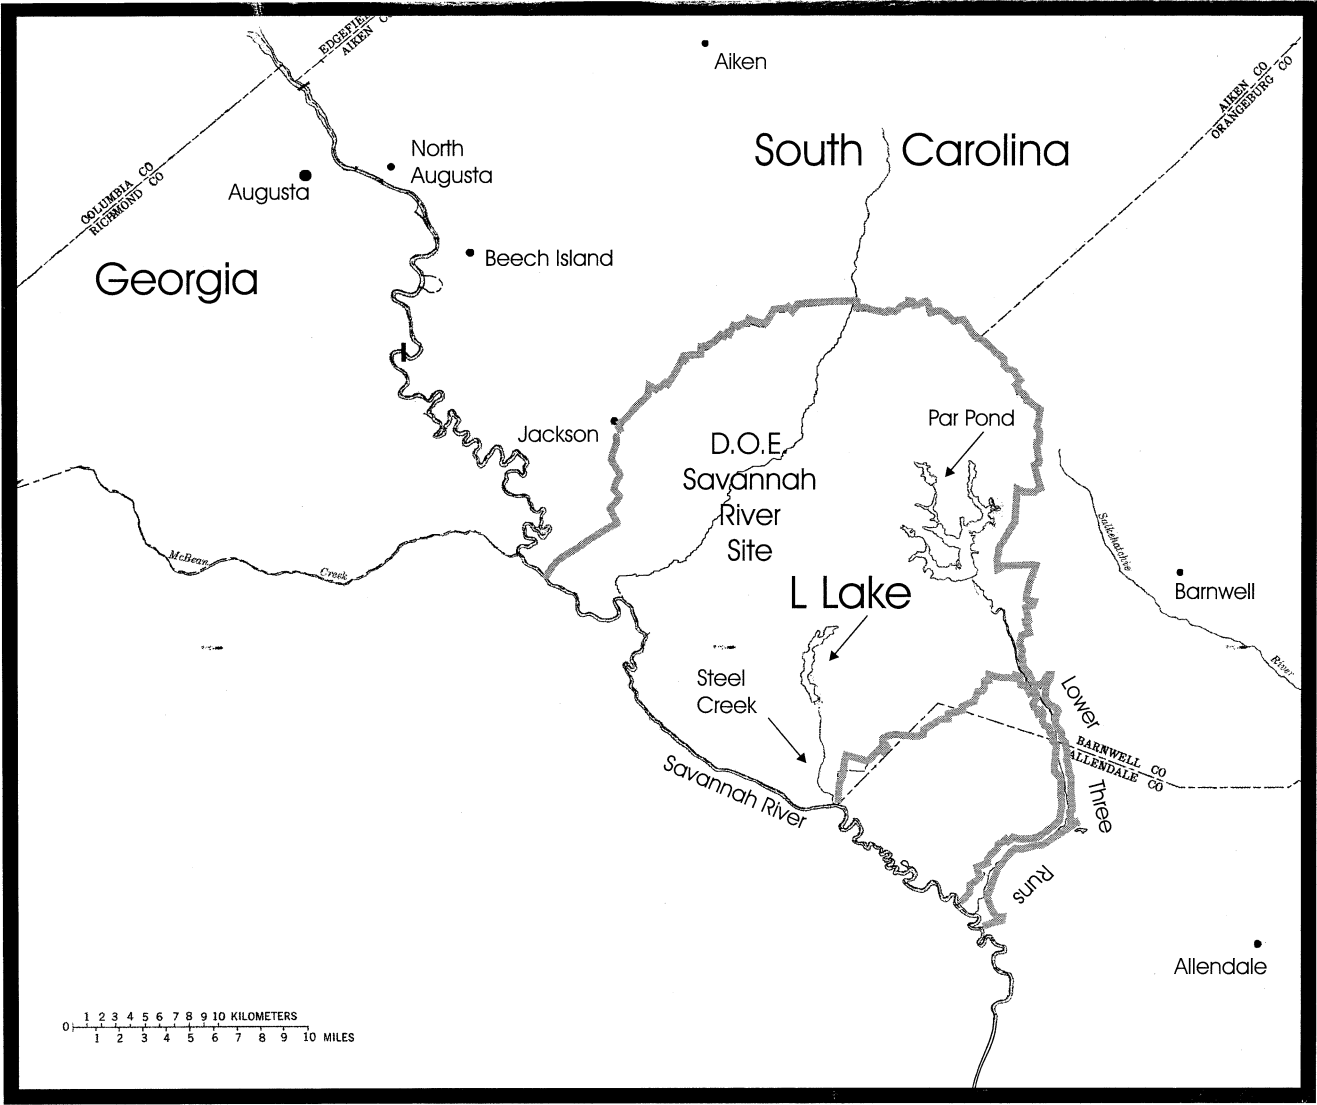 EDGEFIEL
AIKEN CO
Aiken
AIKEN CO
ORANGEBURG CO
South Carolina
North
Augusta
COLUMBIA CO
RICHMOND CO
Augusta
Beech Island
Georgia
Par Pond
Jackson
D.O.E.
Savannah
River
Site
Salkehatchie
River
McBean
Creek
Barnwell
L Lake
Steel
Creek
Lower
Three
Runs
BARNWELL CO
ALLENDALE CO
Savannah River
Allendale
1 2 3 4 5 6 7 8 9 10 KILOMETERS
0
1 2 3 4 5 6 7 8 9 10 MILES